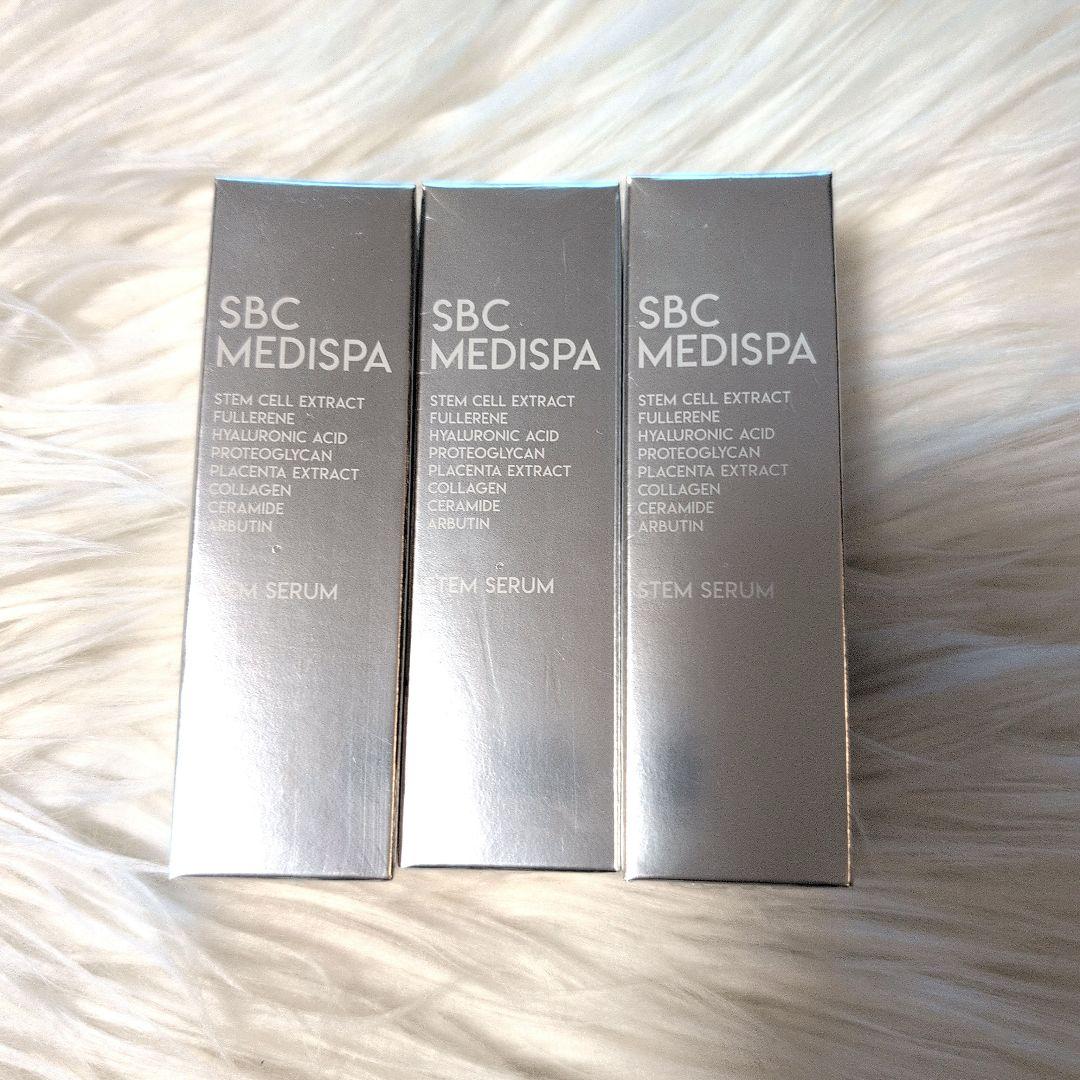 SBC
MEDISPA
STEM CELL EXTRACT
FULLERENE
HYALURONIC ACID
PROTEOGLYCAN
PLACENTA EXTRACT
COLLAGEN
CERAMIDE
ARBUTIN
STEM SERUM
SBC
MEDISPA
STEM CELL EXTRACT
FULLERENE
HYALURONIC ACID
PROTEOGLYCAN
PLACENTA EXTRACT
COLLAGEN
CERAMIDE
ARBUTIN
STEM SERUM
SBC
MEDISPA
STEM CELL EXTRACT
FULLERENE
HYALURONIC ACID
PROTEOGLYCAN
PLACENTA EXTRACT
COLLAGEN
CERAMIDE
ARBUTIN
STEM SERUM